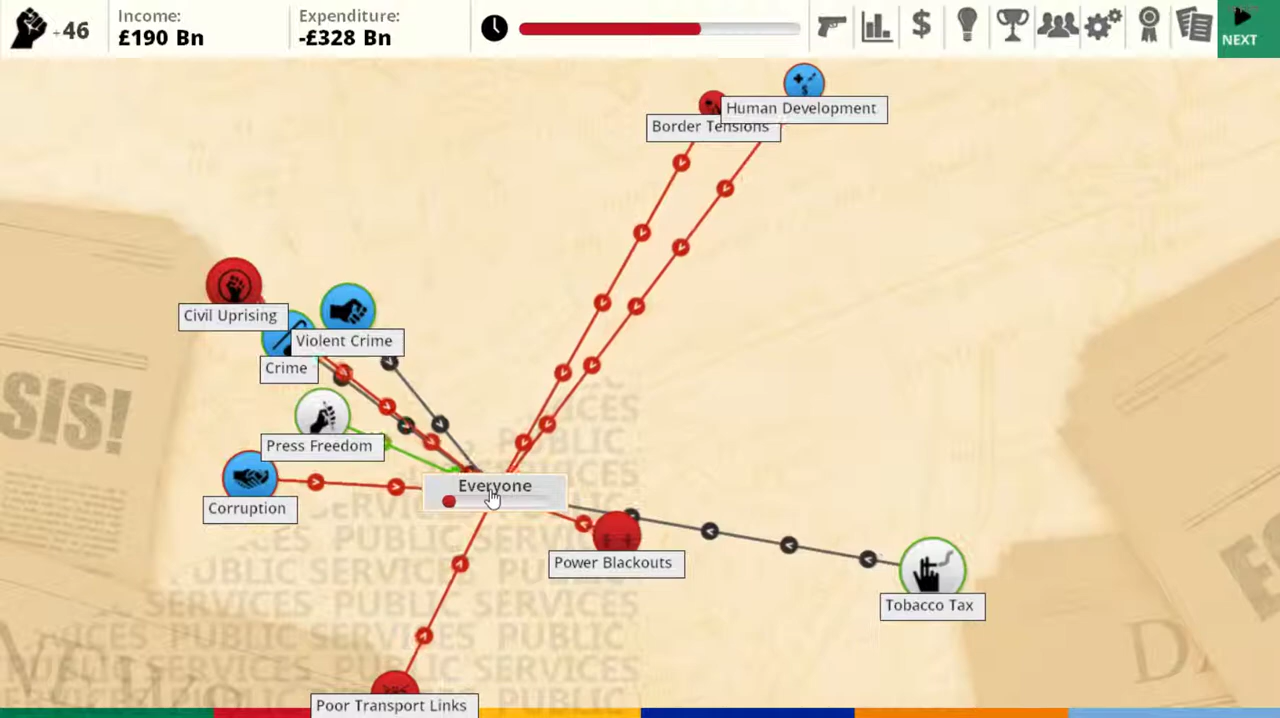 +46
Income:
£190 Bn
Expenditure:
-£328 Bn
NEXT
Human Development
Border Tensions
Civil Uprising
Violent Crime
Crime
Press Freedom
Corruption
Everyone
Power Blackouts
Tobacco Tax
Poor Transport Links
SIS!
PUBLIC SERVICES